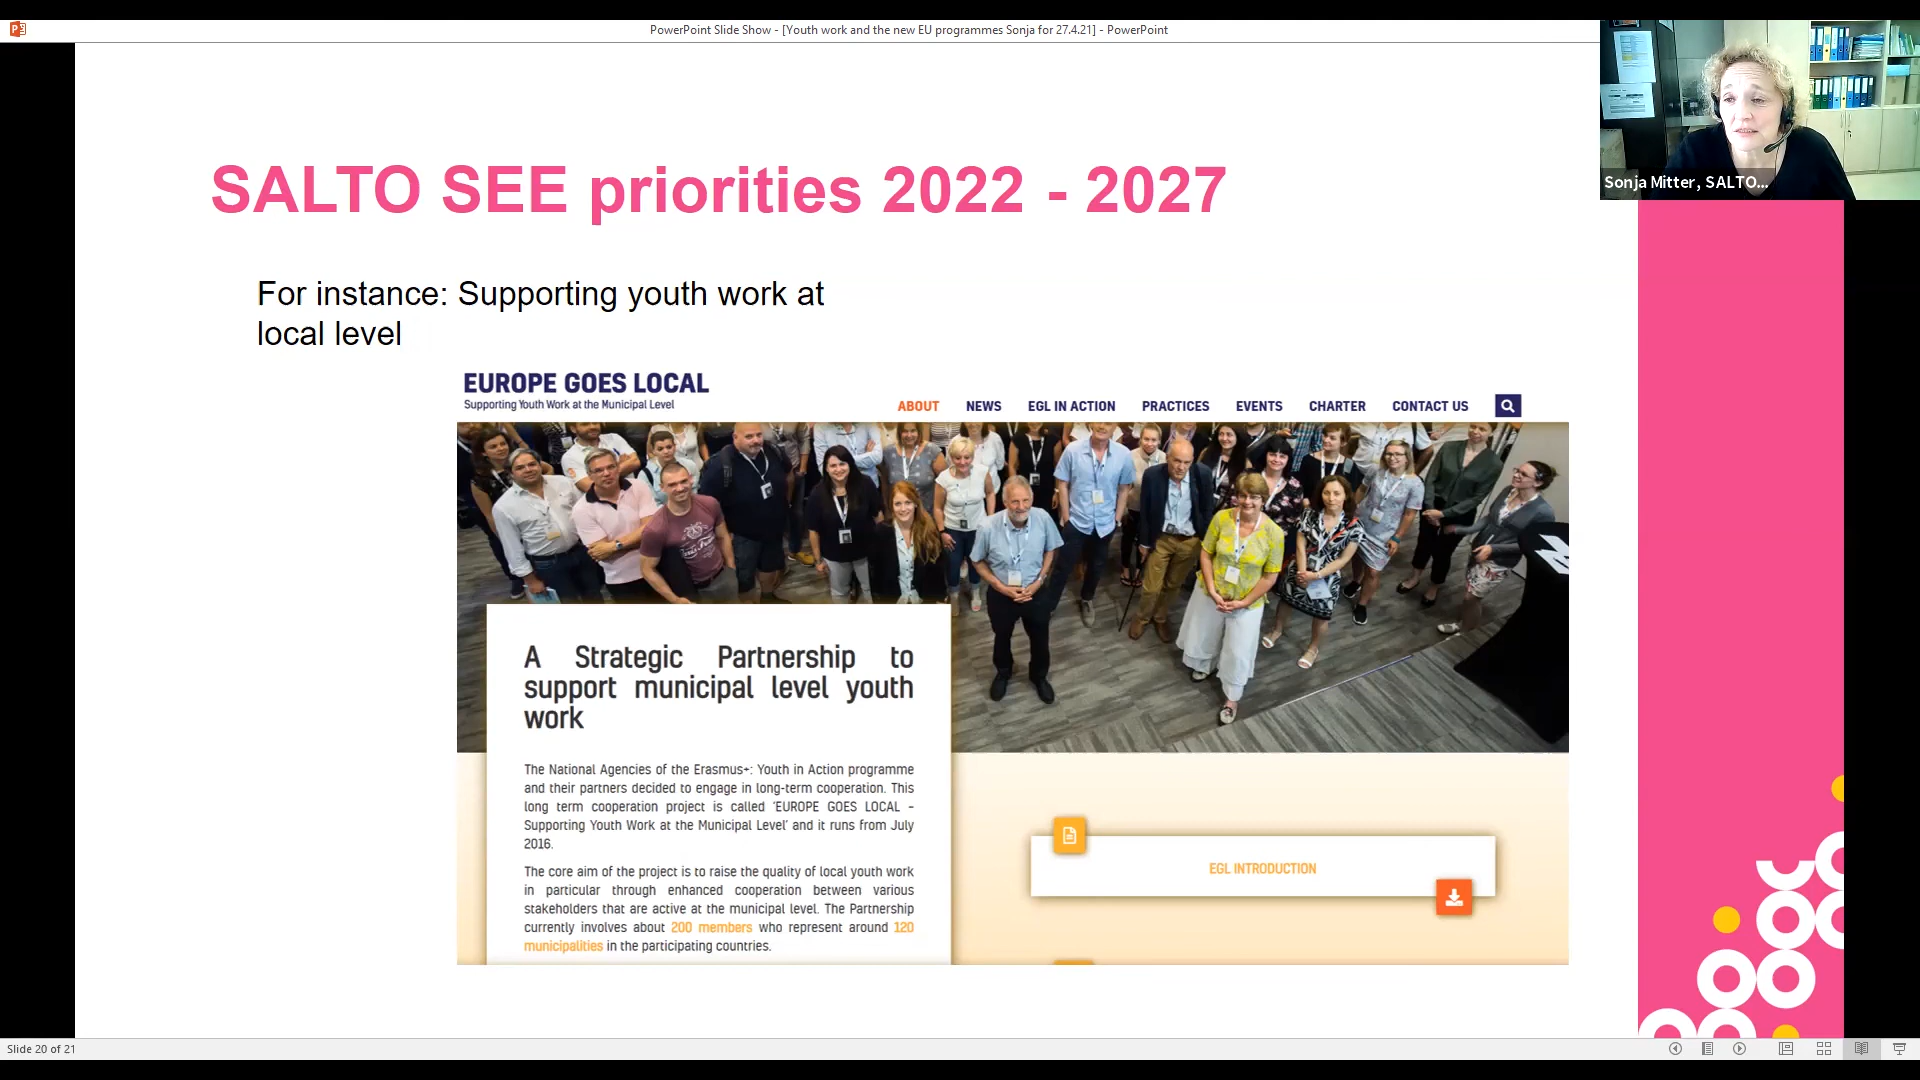 PowerPoint Slide Show - [Youth work and the new EU programmes Sonja for 27.4.21] - PowerPoint
Sonja Mitter, SALTO...
SALTO SEE priorities 2022 - 2027
For instance: Supporting youth work at
local level
EUROPE GOES LOCAL
Supporting Youth Work at the Municipal Level
ABOUT NEWS EGL IN ACTION PRACTICES EVENTS CHARTER CONTACT US
A Strategic Partnership to
support municipal level youth
work
The National Agencies of the Erasmus+: Youth in Action programme
and their partners decided to engage in long-term cooperation. This
long term cooperation project is called 'EUROPE GOES LOCAL –
Supporting Youth Work at the Municipal Level' and it runs from July
2016.
The core aim of the project is to raise the quality of local youth work
in particular through enhanced cooperation between various
stakeholders that are active at the municipal level. The Partnership
currently involves about 200 members who represent around 120
municipalities in the participating countries.
EGL INTRODUCTION
Slide 20 of 21